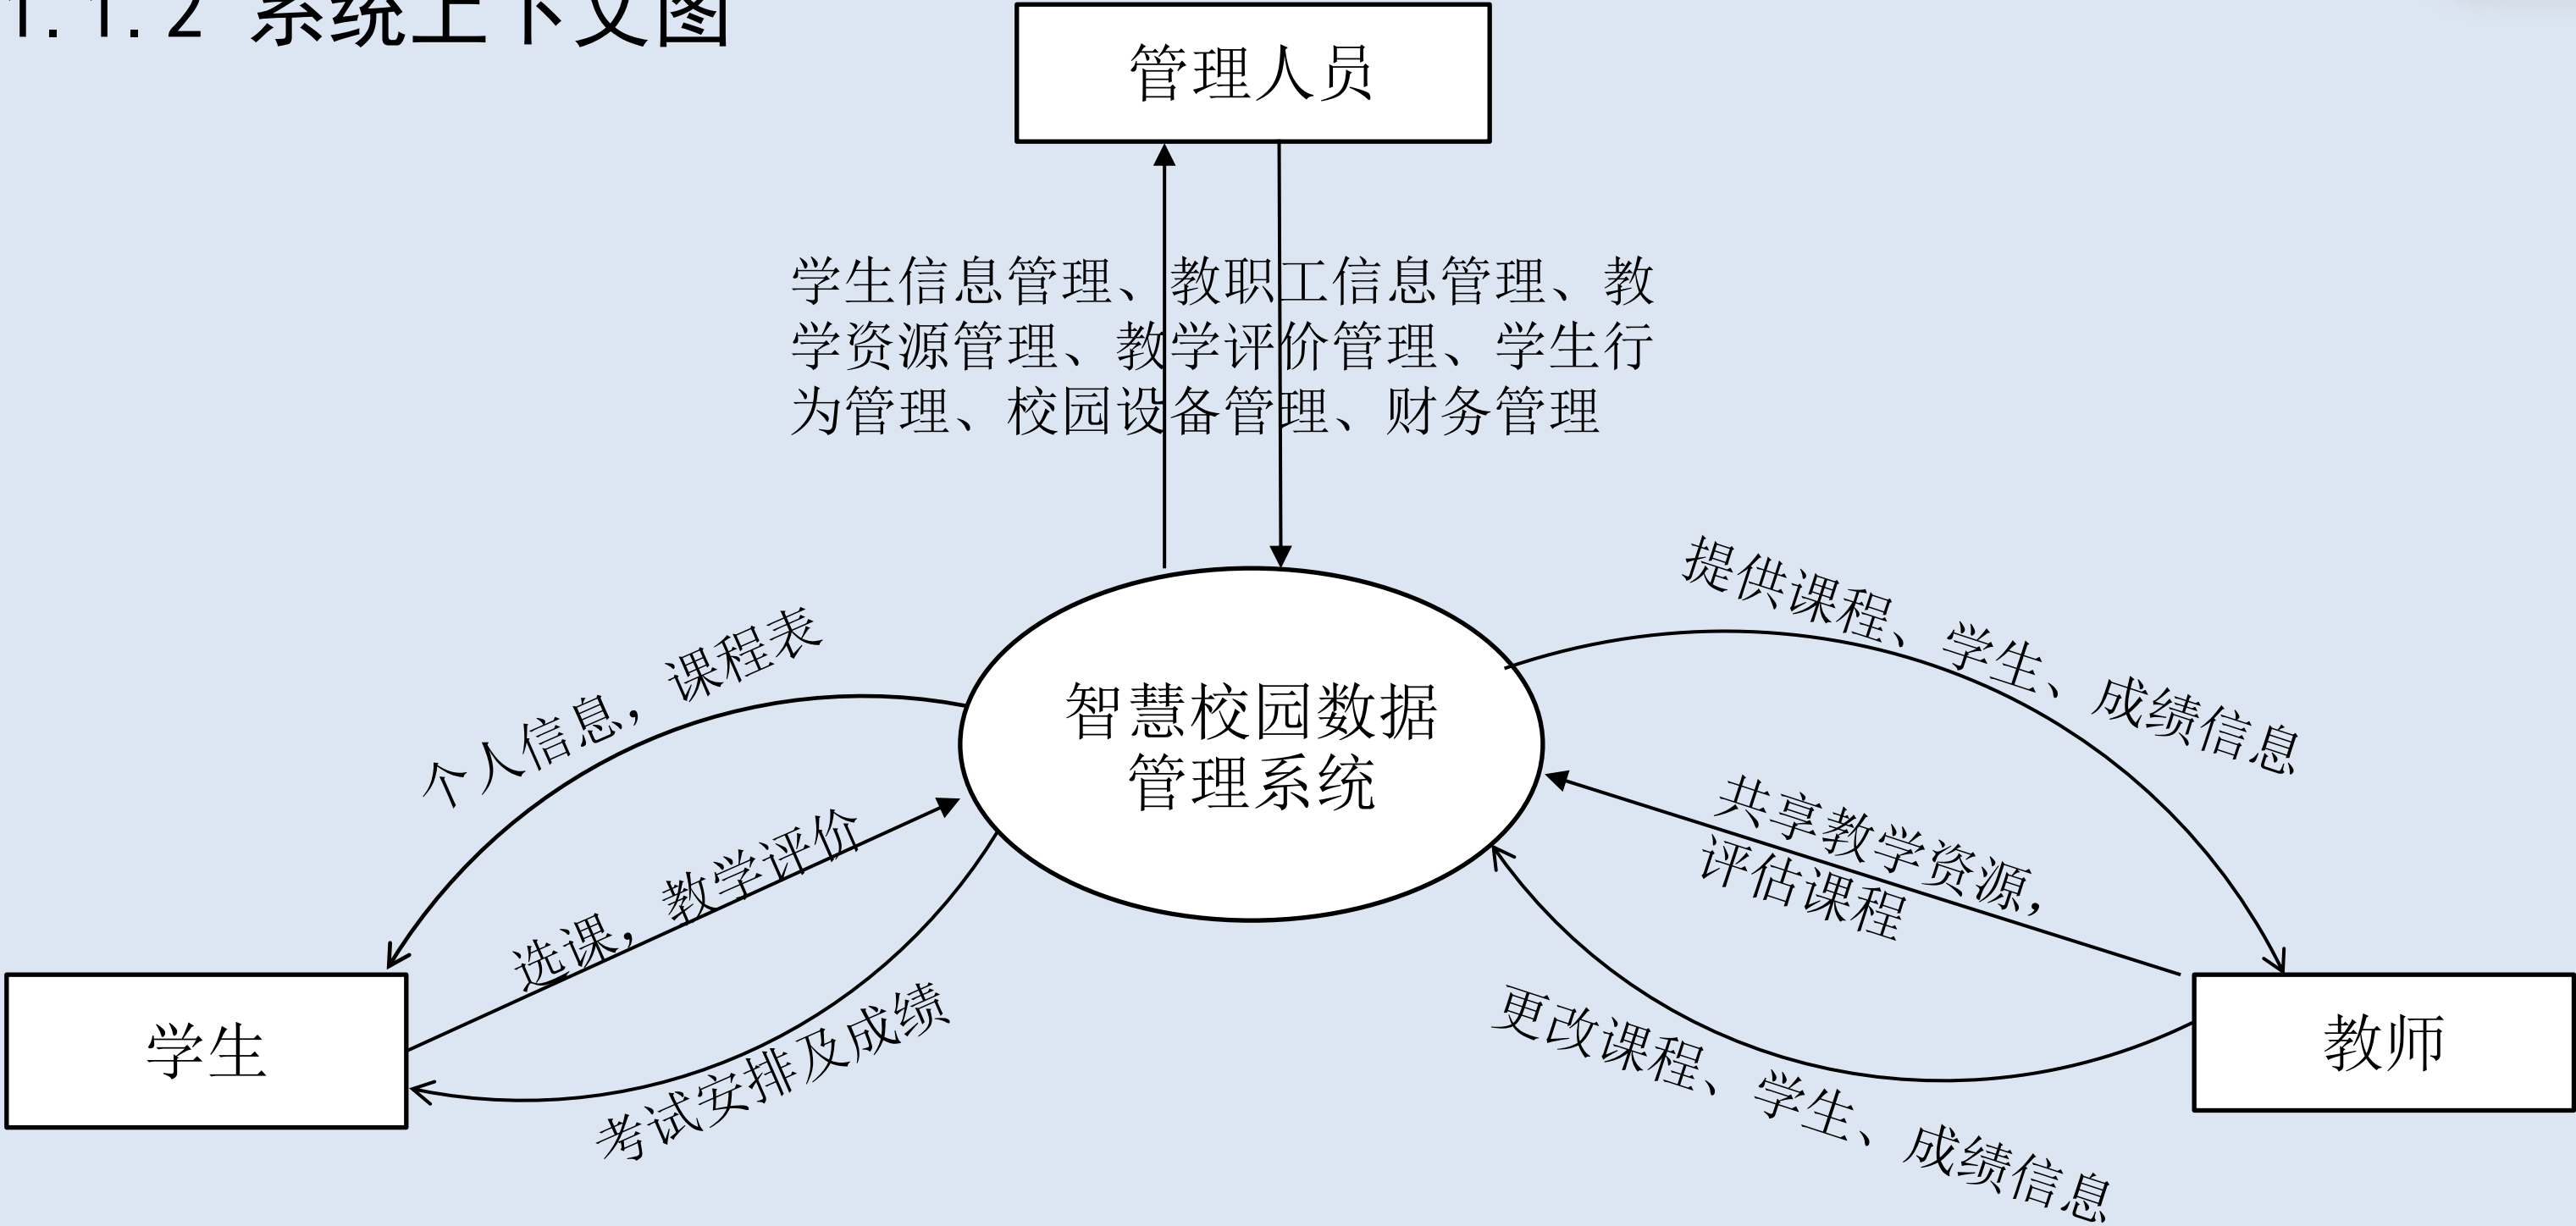 1.1.2 系统上下文图
管理人员
学生信息管理、教职工信息管理、教
学资源管理、教学评价管理、学生行
为管理、校园设备管理、财务管理
提供课程、学生、成绩信息
个人信息，课程表
智慧校园数据
管理系统
共享教学资源，
评估课程
选课，教学评价
考试安排及成绩
更改课程、学生、成绩信息
学生
教师